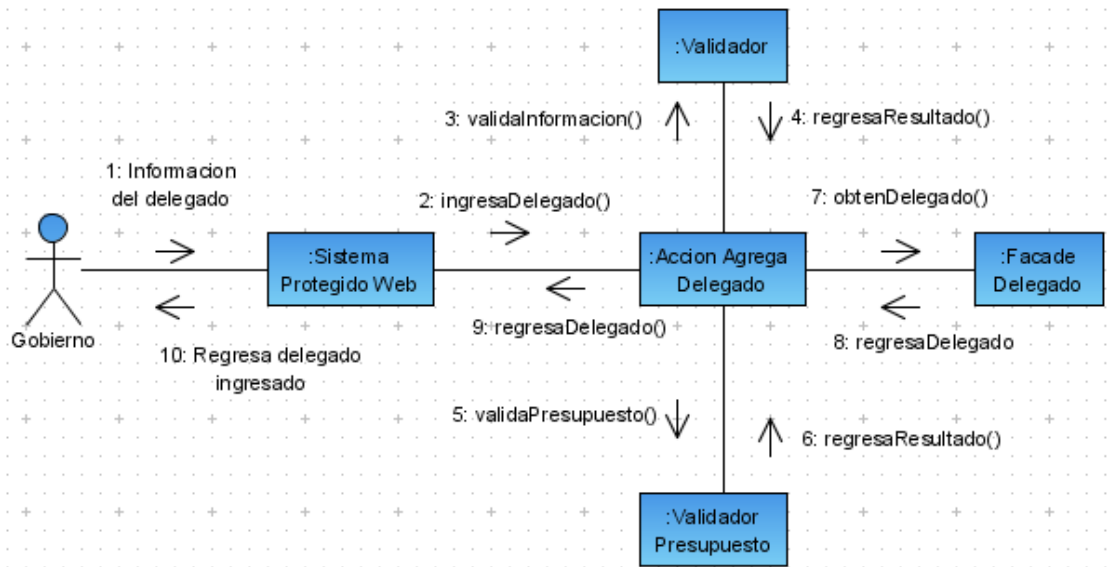 :Validador
3: validaInformacion()
4: regresaResultado()
1: Informacion
del delegado
2: ingresaDelegado()
7: obtenDelegado()
:Sistema
Protegido Web
:Accion Agrega
Delegado
:Facade
Delegado
Gobierno
9: regresaDelegado()
8: regresaDelegado
10: Regresa delegado
ingresado
5: validaPresupuesto()
6: regresaResultado()
:Validador
Presupuesto